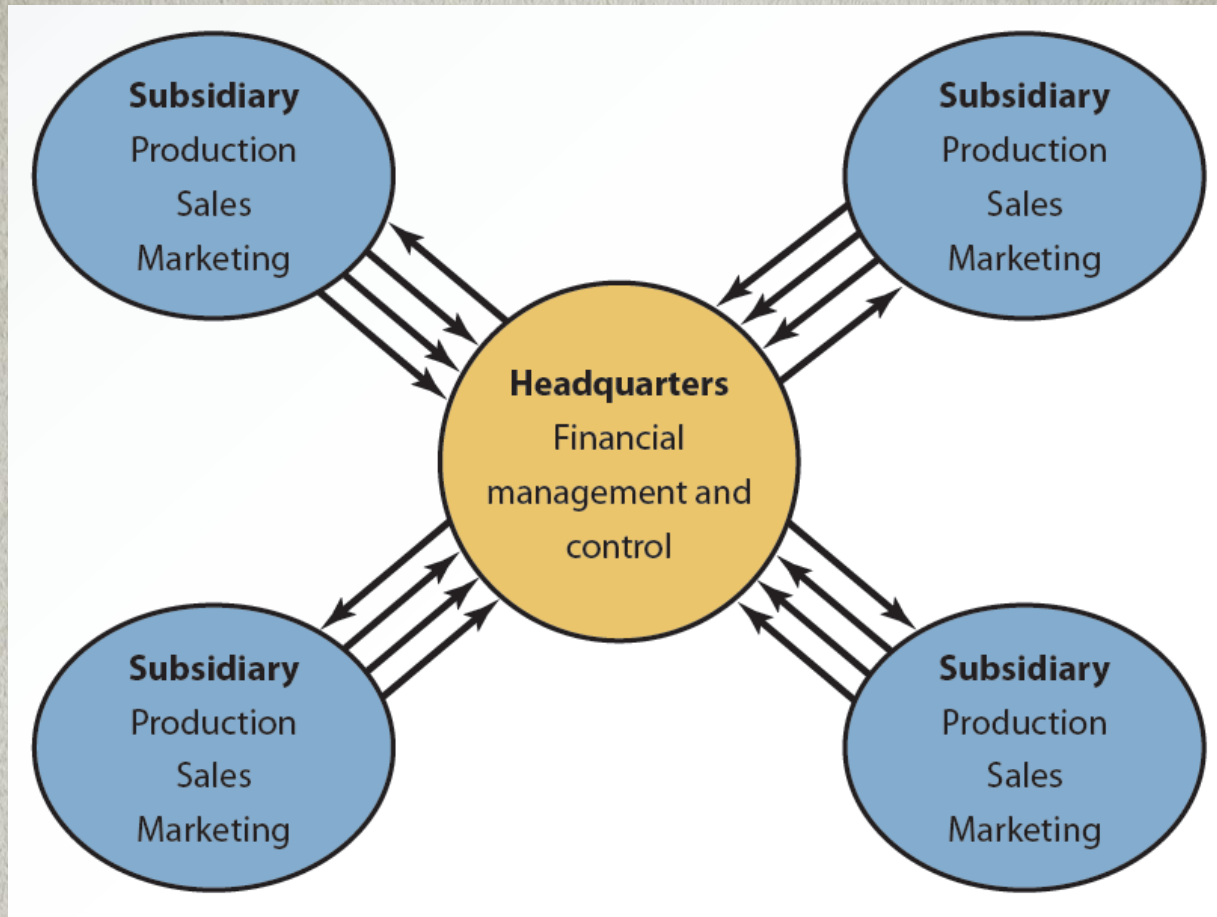 Subsidiary
Production
Sales
Marketing
Subsidiary
Production
Sales
Marketing
Headquarters
Financial
management and
control
Subsidiary
Production
Sales
Marketing
Subsidiary
Production
Sales
Marketing